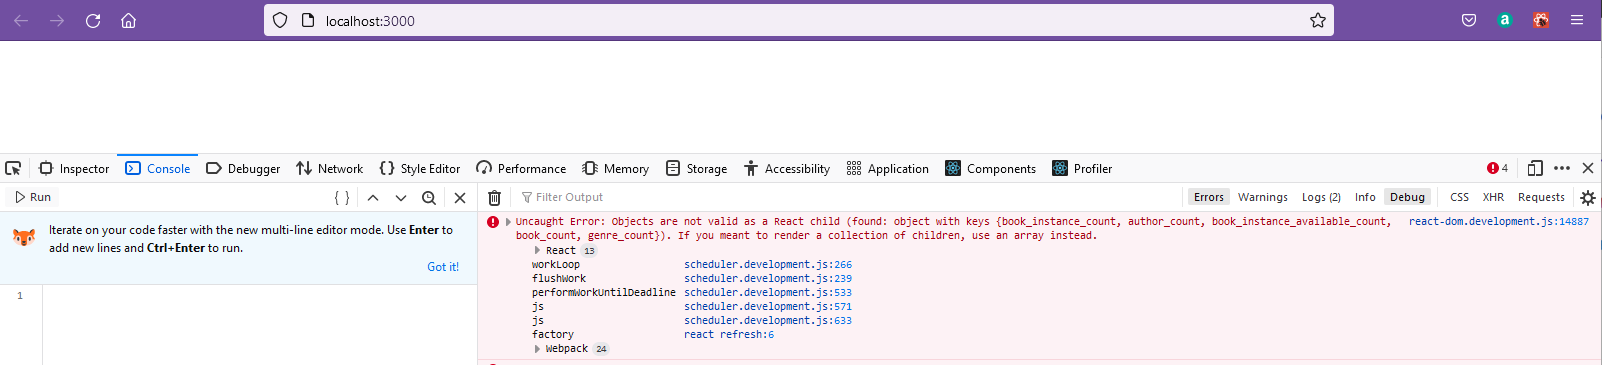 localhost:3000
a
Inspector Console Debugger Network Style Editor Performance Memory Storage Accessibility Application Components Profiler 4
Run
Filter Output Errors Warnings Logs (2) Info Debug CSS XHR Requests
Iterate on your code faster with the new multi-line editor mode. Use Enter to
add new lines and Ctrl+Enter to run.
Got it!
1
Uncaught Error: Objects are not valid as a React child (found: object with keys {book_instance_count, author_count, book_instance_available_count, react-dom.development.js:14887
book_count, genre_count}). If you meant to render a collection of children, use an array instead.
React 13
workLoop scheduler.development.js:266
flushWork scheduler.development.js:239
performWorkUntilDeadline scheduler.development.js:533
js scheduler.development.js:571
js scheduler.development.js:633
factory react refresh:6
Webpack 24